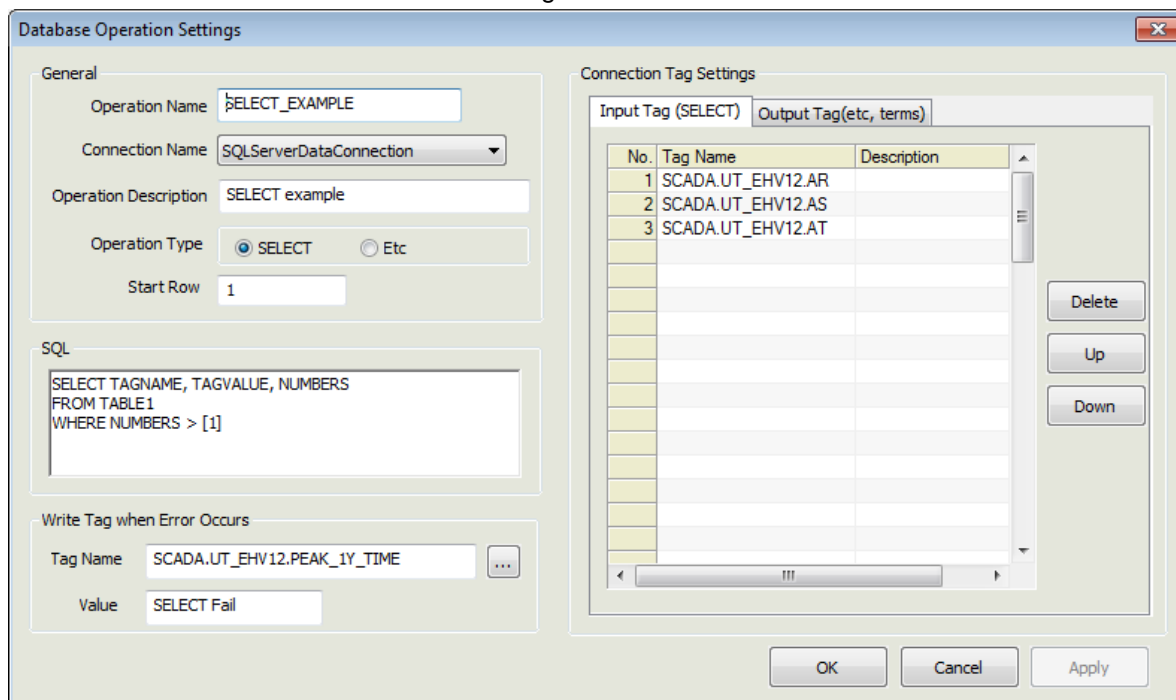 Database Operation Settings
General
Operation Name SELECT_EXAMPLE
Connection Name SQLServerDataConnection
Operation Description SELECT example
Operation Type SELECT Etc
Start Row 1
SQL
SELECT TAGNAME, TAGVALUE, NUMBERS
FROM TABLE1
WHERE NUMBERS > [1]
Write Tag when Error Occurs
Tag Name SCADA.UT_EHV12.PEAK_1Y_TIME ...
Value SELECT Fail
Connection Tag Settings
Input Tag (SELECT) Output Tag(etc, terms)
No. Tag Name Description
1 SCADA.UT_EHV12.AR
2 SCADA.UT_EHV12.AS
3 SCADA.UT_EHV12.AT
Delete
Up
Down
OK Cancel Apply